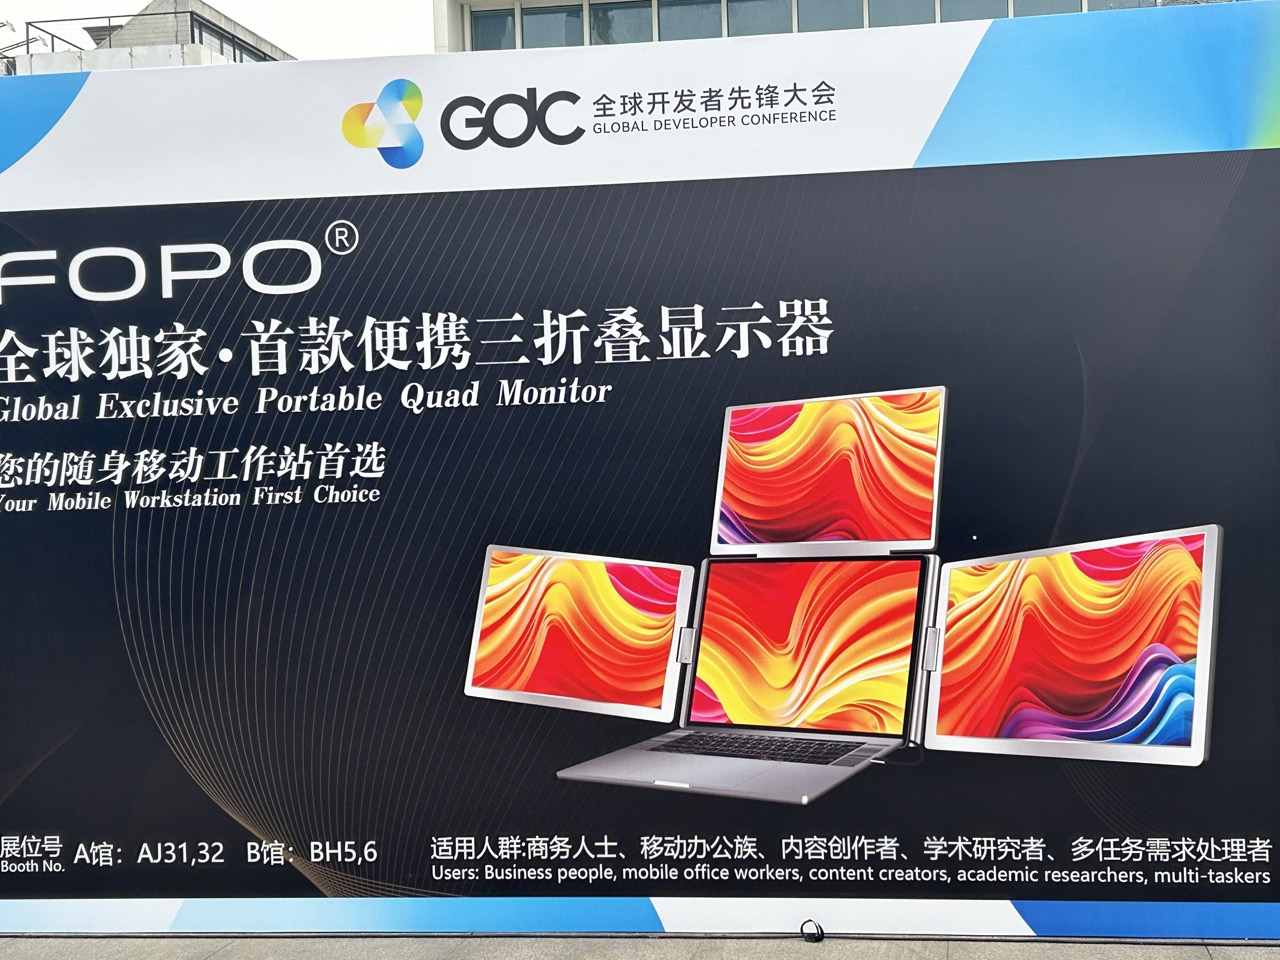 GDC 全球开发者先锋大会
GLOBAL DEVELOPER CONFERENCE
FOPO®
全球独家·首款便携三折叠显示器
Global Exclusive Portable Quad Monitor
您的随身移动工作站首选
Your Mobile Workstation First Choice
展位号 A馆：AJ31,32 B馆：BH5,6
Booth No.
适用人群:商务人士、移动办公族、内容创作者、学术研究者、多任务需求处理者
Users: Business people, mobile office workers, content creators, academic researchers, multi-taskers